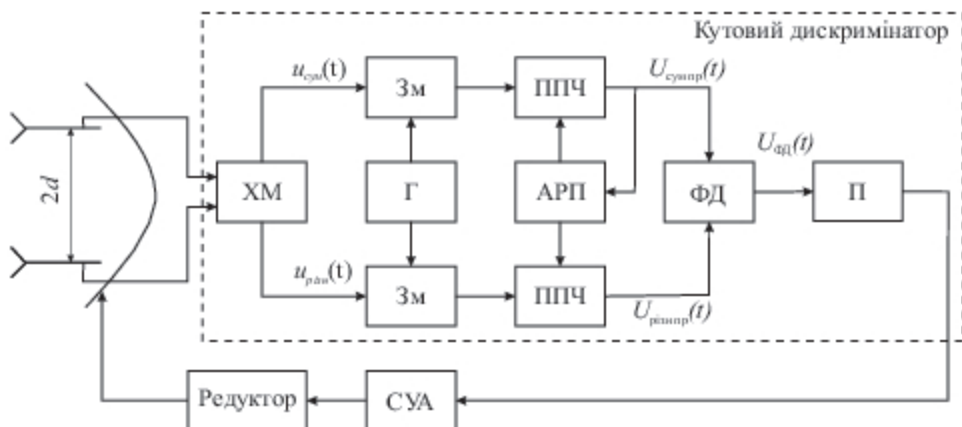 Кутовий дискримінатор
u_сум(t)
Зм
ППЧ
U_сумпр(t)
2d
ХМ
Г
АРП
ФД
U_ФД(t)
П
u_різн(t)
Зм
ППЧ
U_різнпр(t)
Редуктор
СУА